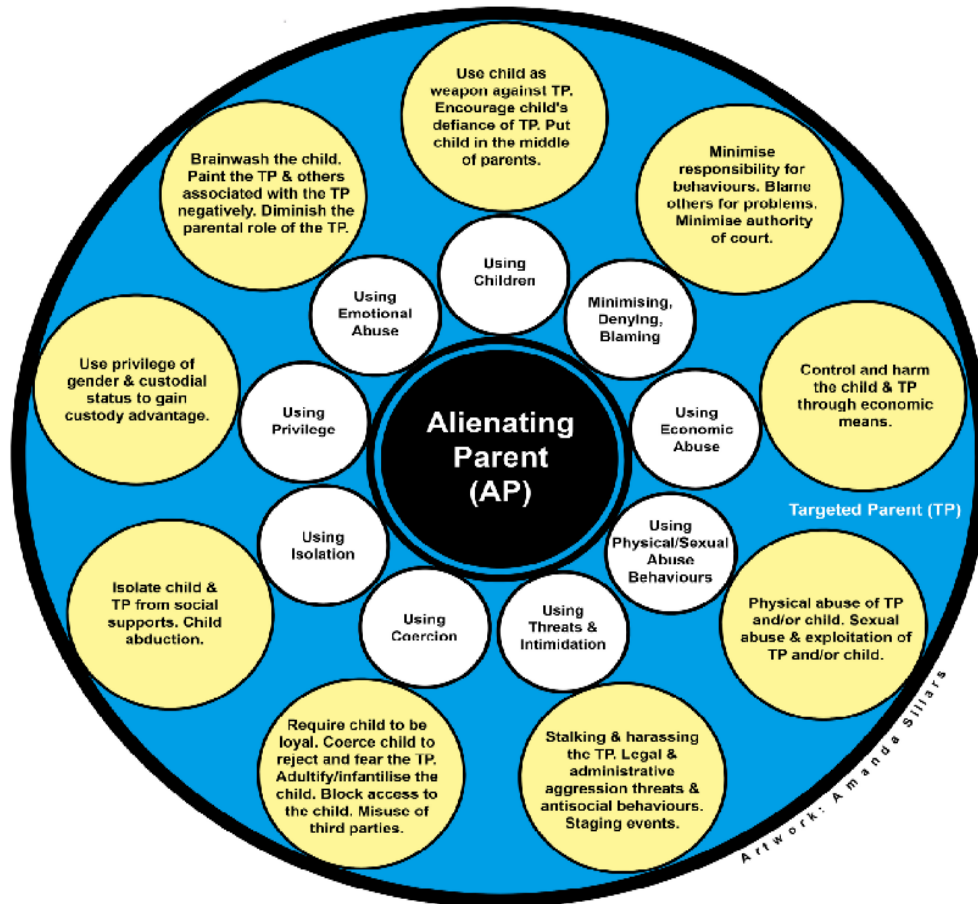 Use child as
weapon against TP.
Encourage child's
defiance of TP. Put
child in the middle
of parents.
Minimise
responsibility for
behaviours. Blame
others for problems.
Minimise authority
of court.
Control and harm
the child & TP
through economic
means.
Physical abuse of TP
and/or child. Sexual
abuse & exploitation of
TP and/or child.
Stalking & harassing
the TP. Legal &
administrative
aggression threats &
antisocial behaviours.
Staging events.
Require child to be
loyal. Coerce child to
reject and fear the TP.
Adultify/infantilise the
child. Block access to
the child. Misuse of
third parties.
Isolate child &
TP from social
supports. Child
abduction.
Use privilege of
gender & custodial
status to gain
custody advantage.
Brainwash the child.
Paint the TP & others
associated with the TP
negatively. Diminish the
parental role of the TP.
Using
Children
Minimising,
Denying,
Blaming
Using
Economic
Abuse
Using
Physical/Sexual
Abuse
Behaviours
Using
Threats &
Intimidation
Using
Coercion
Using
Isolation
Using
Privilege
Using
Emotional
Abuse
Alienating
Parent
(AP)
Targeted Parent (TP)
Artwork: Amanda Sillars